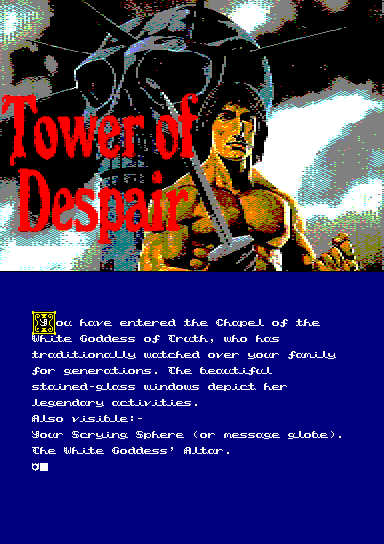 Tower of
Despair
You have entered the Chapel of the
White Goddess of Truth, who has
traditionally watched over your family
for generations. The beautiful
stained-glass windows depict her
legendary activities.
Also visible:-
Your Scrying Sphere (or message globe).
The White Goddess' Altar.